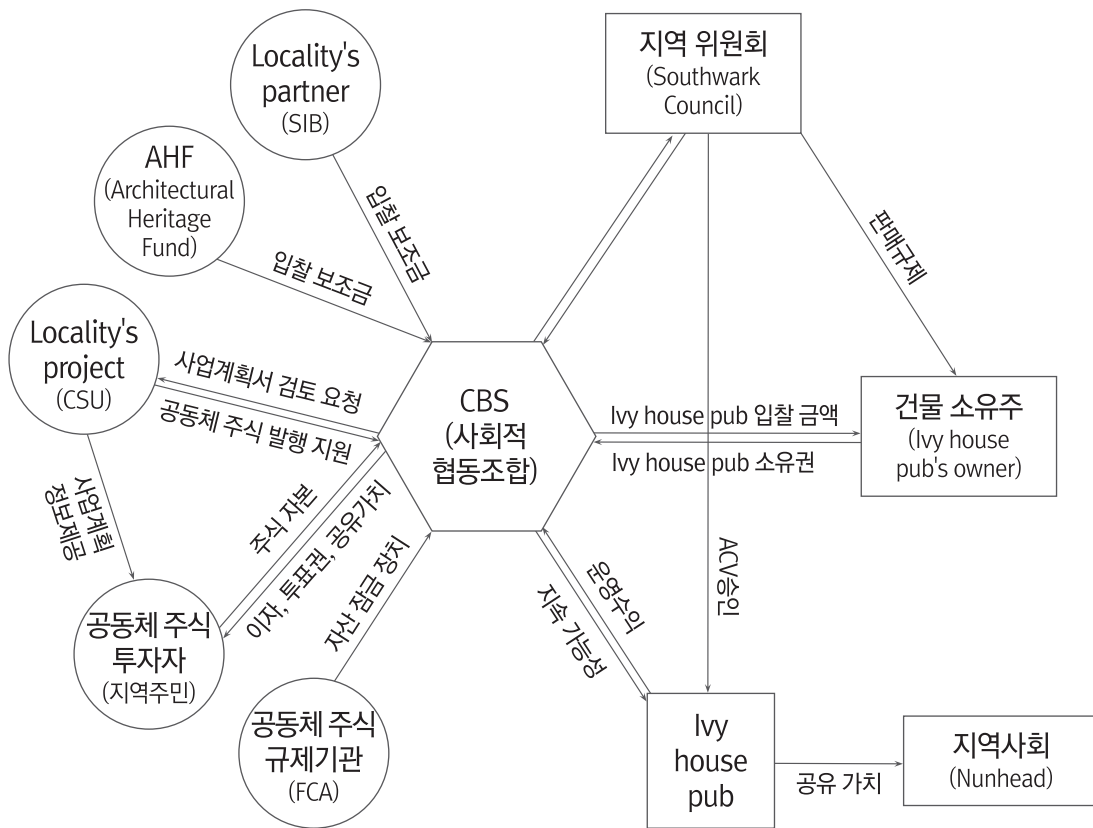 Locality's
partner
(SIB)
지역 위원회
(Southwark
Council)
AHF
(Architectural
Heritage
Fund)
입찰 보조금
입찰 보조금
판매규제
Locality's
project
(CSU)
사업계획서 검토 요청
공동체 주식 발행 지원
CBS
(사회적
협동조합)
Ivy house pub 입찰 금액
Ivy house pub 소유권
건물 소유주
(Ivy house
pub's owner)
사업계획
정보제공
주식 자본
이자, 투표권, 공유가치
자산 잠금 장치
운영수익
지속 가능성
ACV승인
공동체 주식
투자자
(지역주민)
공동체 주식
규제기관
(FCA)
Ivy
house
pub
공유 가치
지역사회
(Nunhead)